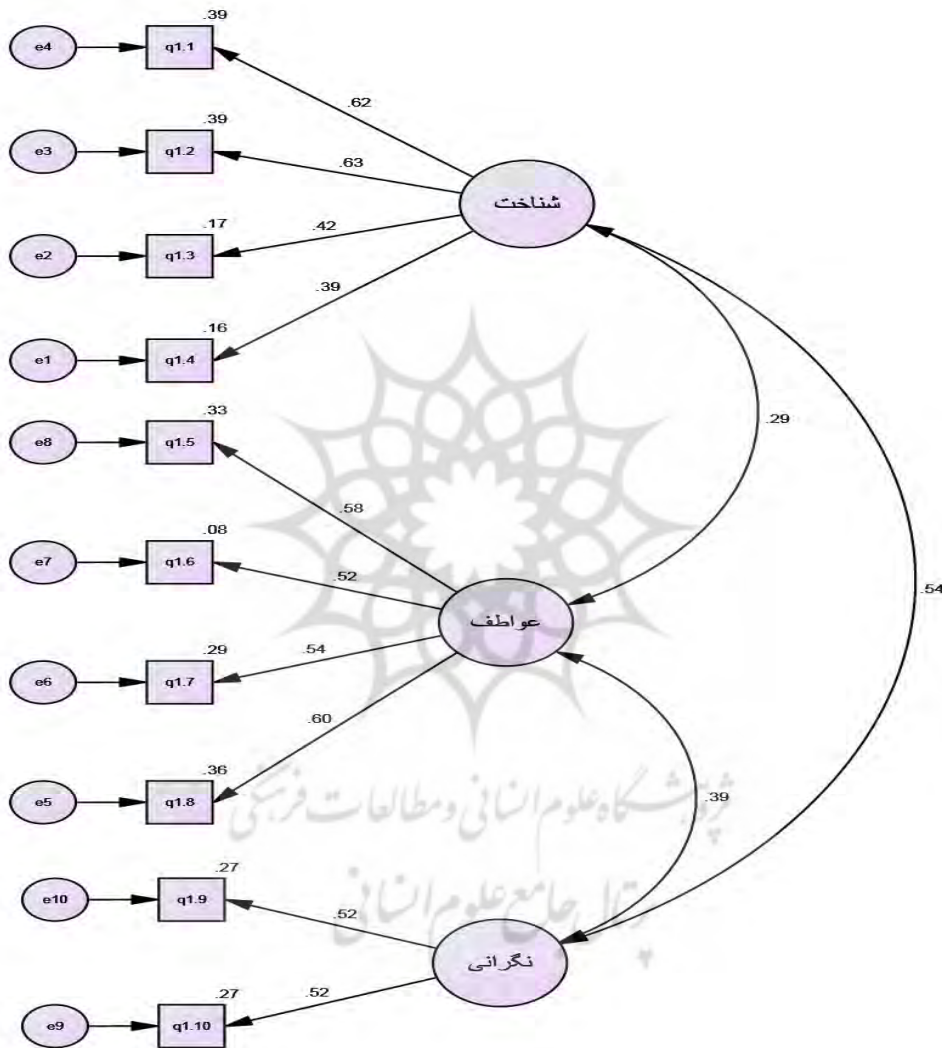 .39
e4 q1.1
.62
.39
e3 q1.2
.63
شناخت
.17
e2 q1.3
.42
.39
.16
e1 q1.4
.33
e8 q1.5
.29
.58
.08
e7 q1.6
.52
.54
عواطف
.29
e6 q1.7
.54
.60
.36
e5 q1.8
.39
پژوهشگاه علوم انسانی و مطالعات فرهنگی
.27
e10 q1.9
.52
پرتال جامع علوم انسانی
نگرانی
.27
e9 q1.10
.52